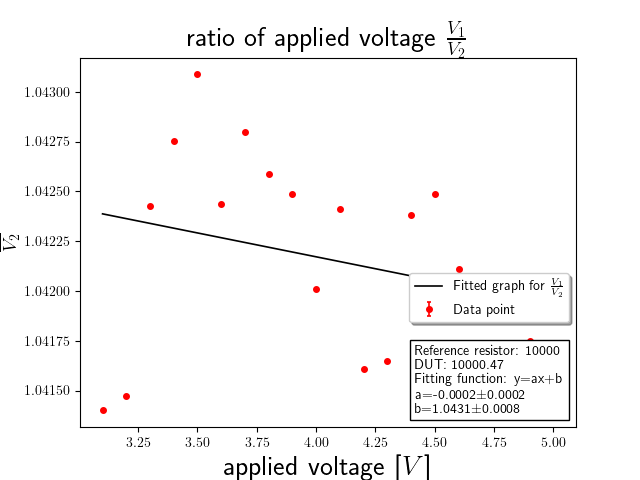 ratio of applied voltage V₁/V₂
1.04300
1.04275
1.04250
1.04225
1.04200
1.04175
1.04150
V₂
Fitted graph for V₁/V₂
Data point
Reference resistor: 10000
DUT: 10000.47
Fitting function: y=ax+b
a=-0.0002±0.0002
b=1.0431±0.0008
3.25 3.50 3.75 4.00 4.25 4.50 4.75 5.00
applied voltage [V]